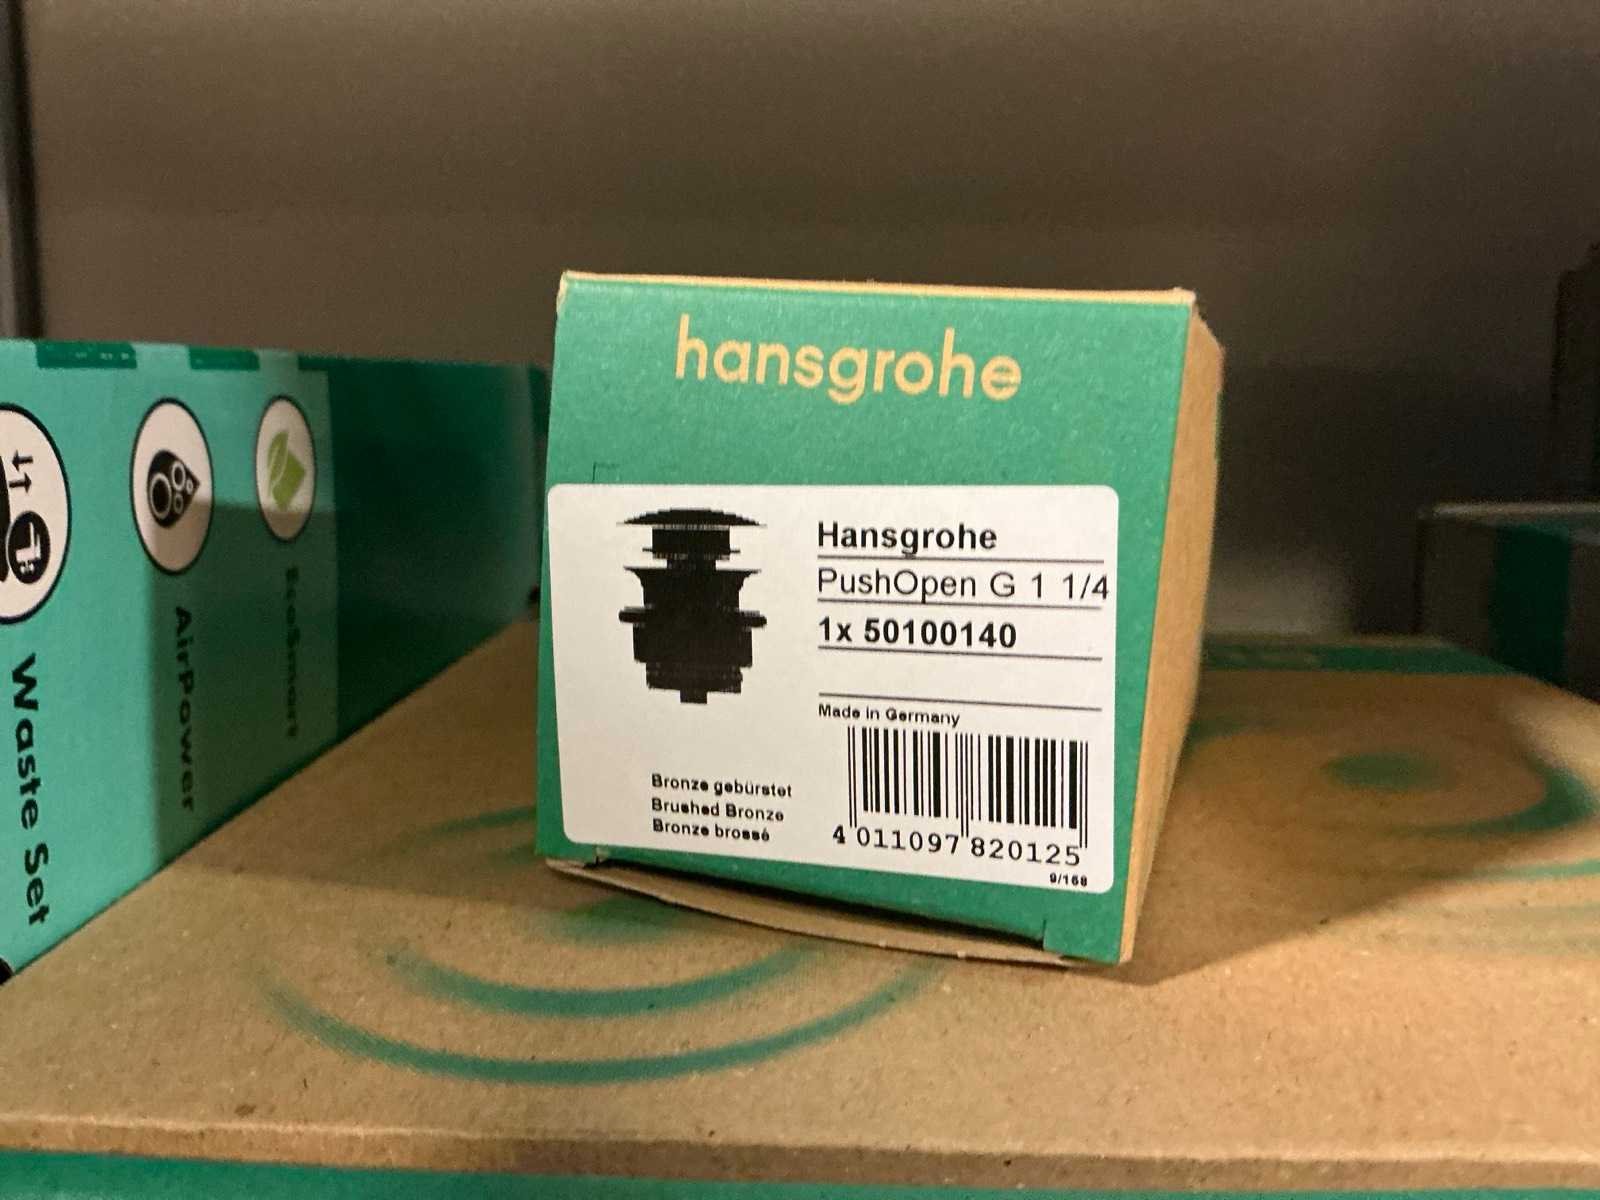 hansgrohe
Hansgrohe
PushOpen G 1 1/4
1x 50100140
Made in Germany
Bronze gebürstet
Brushed Bronze
Bronze brossé
4 011097 820125
9/168
EcoSmart
AirPower
Waste Set